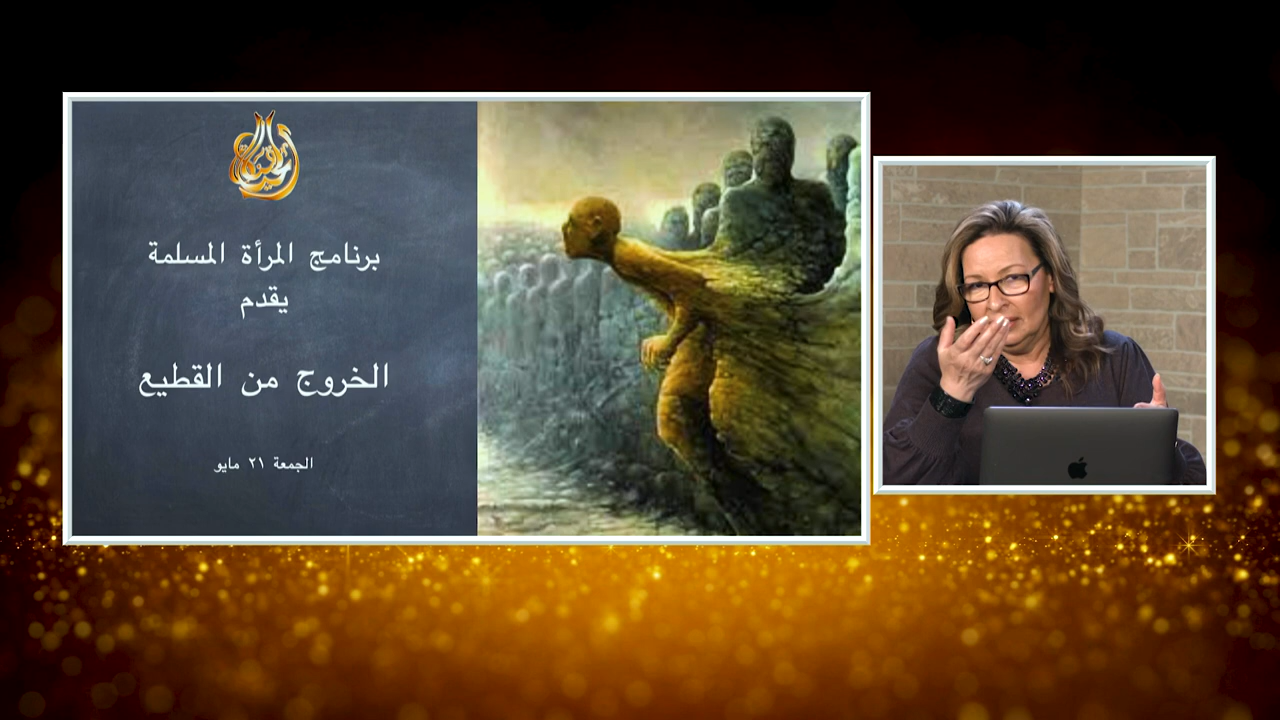 برنامج المرأة المسلمة
يقدم
الخروج من القطيع
الجمعة ٢١ مايو